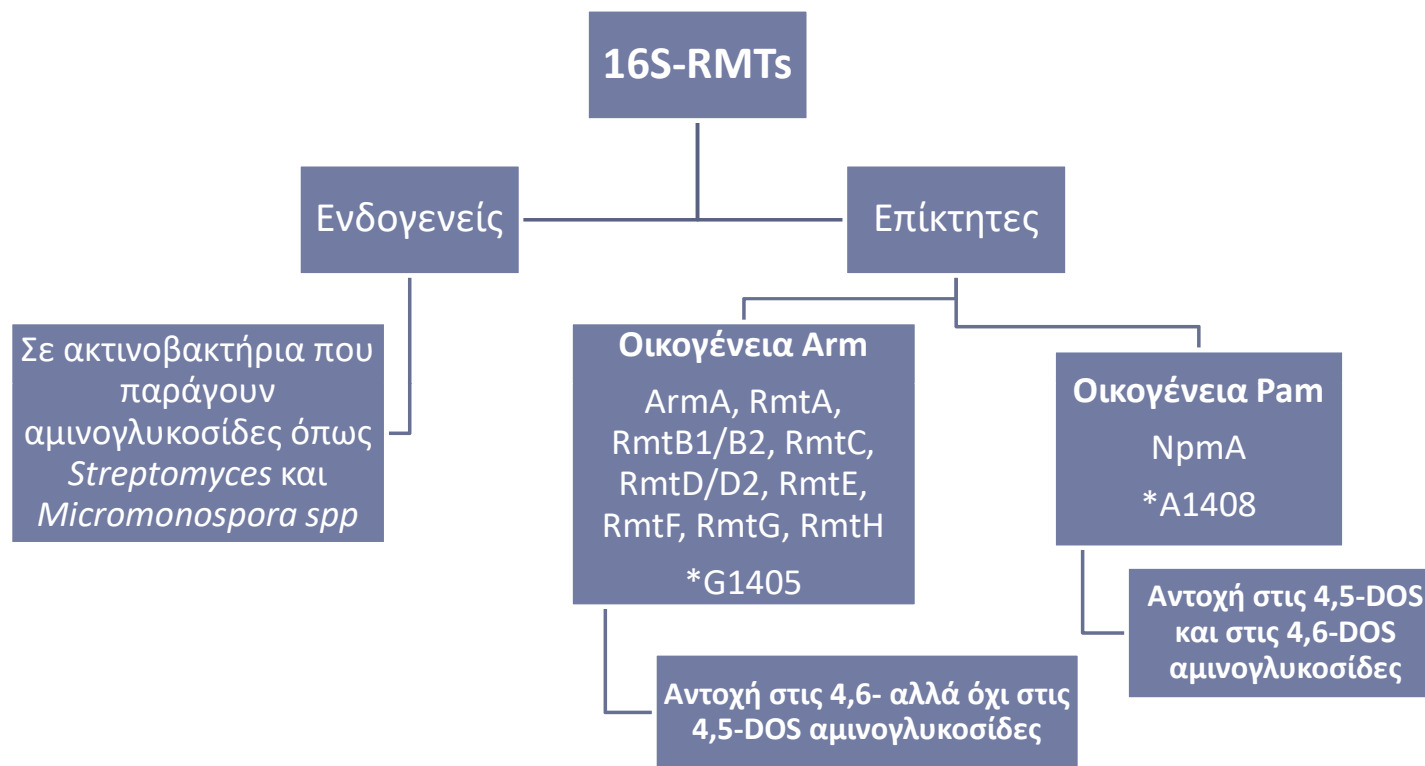 16S-RMTs
Ενδογενείς
Επίκτητες
Σε ακτινοβακτήρια που
παράγουν
αμινογλυκοσίδες όπως
Streptomyces και
Micromonospora spp
Οικογένεια Arm
ArmA, RmtA,
RmtB1/B2, RmtC,
RmtD/D2, RmtE,
RmtF, RmtG, RmtH
*G1405
Αντοχή στις 4,6- αλλά όχι στις
4,5-DOS αμινογλυκοσίδες
Οικογένεια Pam
NpmA
*A1408
Αντοχή στις 4,5-DOS
και στις 4,6-DOS
αμινογλυκοσίδες